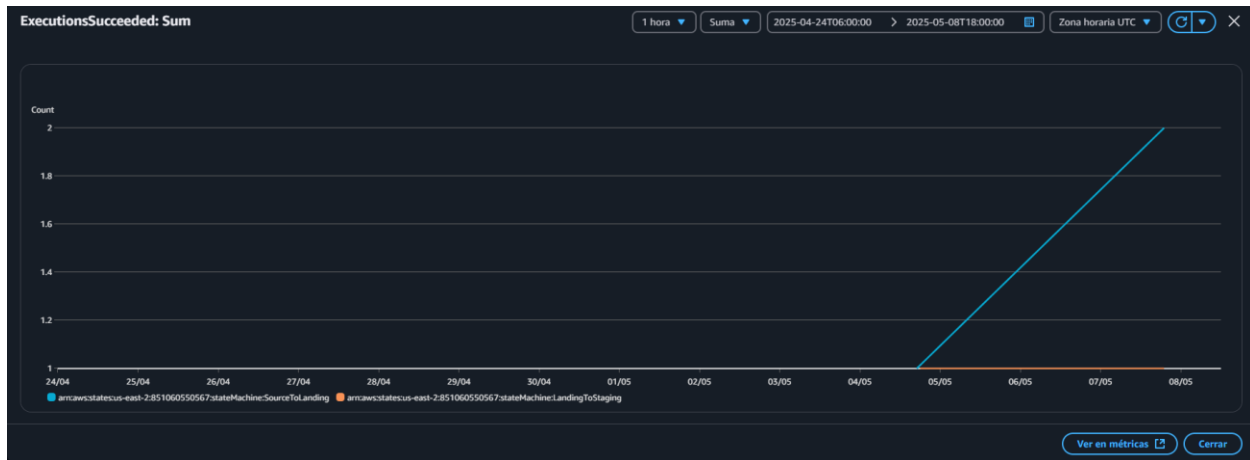 ExecutionsSucceeded: Sum
1 hora
Suma
2025-04-24T06:00:00 > 2025-05-08T18:00:00
Zona horaria UTC
Count
2
1.8
1.6
1.4
1.2
1
24/04 25/04 26/04 27/04 28/04 29/04 30/04 01/05 02/05 03/05 04/05 05/05 06/05 07/05 08/05
arn:aws:states:us-east-2:851060550567:stateMachine:SourceToLanding arn:aws:states:us-east-2:851060550567:stateMachine:LandingToStaging
Ver en métricas
Cerrar